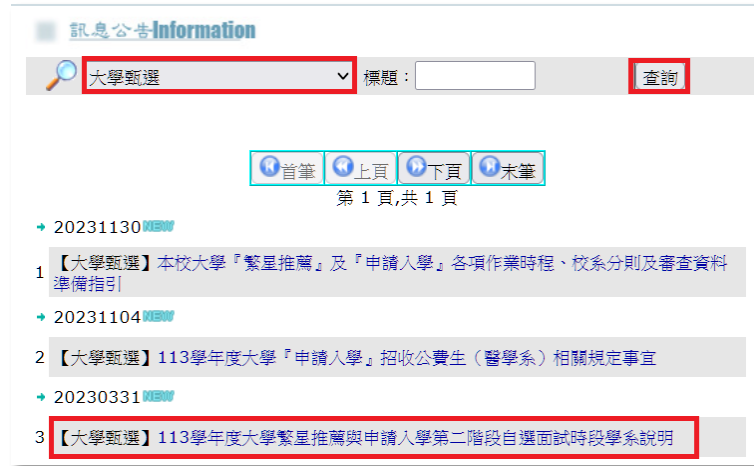 訊息公告Information
大學甄選 標題： 查詢
首筆 上頁 下頁 末筆
第 1 頁,共 1 頁
20231130 NEW
1 【大學甄選】本校大學『繁星推薦』及『申請入學』各項作業時程、校系分則及審查資料
準備指引
20231104 NEW
2 【大學甄選】113學年度大學『申請入學』招收公費生（醫學系）相關規定事宜
20230331 NEW
3 【大學甄選】113學年度大學繁星推薦與申請入學第二階段自選面試時段學系說明